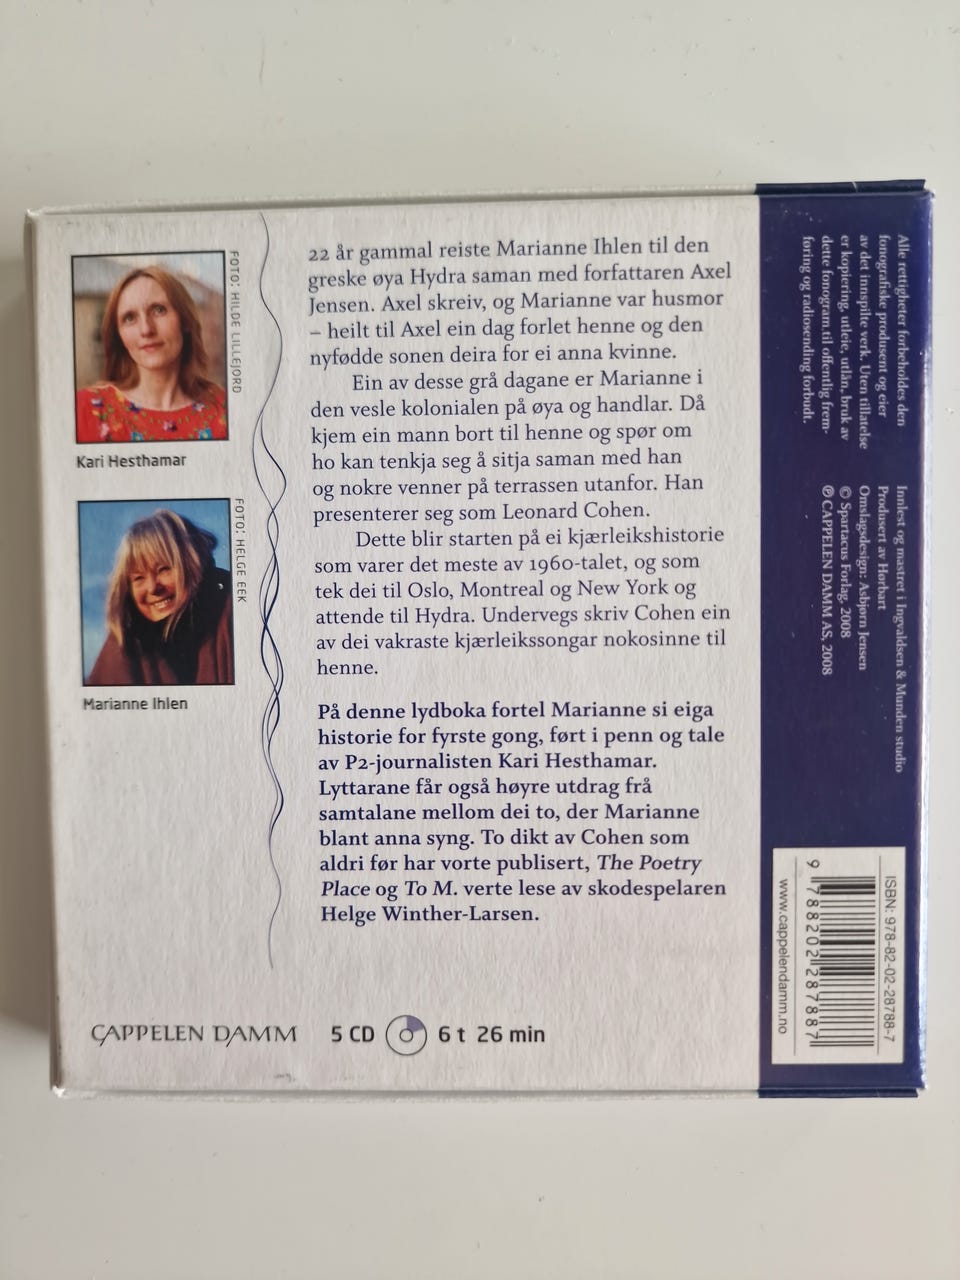 FOTO: HILDE LILLEJORD
Kari Hesthamar
FOTO: HELGE EEK
Marianne Ihlen
22 år gammal reiste Marianne Ihlen til den
greske øya Hydra saman med forfattaren Axel
Jensen. Axel skreiv, og Marianne var husmor
– heilt til Axel ein dag forlet henne og den
nyfødde sonen deira for ei anna kvinne.
Ein av desse grå dagane er Marianne i
den vesle kolonialen på øya og handlar. Då
kjem ein mann bort til henne og spør om
ho kan tenkja seg å sitja saman med han
og nokre venner på terrassen utanfor. Han
presenterer seg som Leonard Cohen.
Dette blir starten på ei kjærleikshistorie
som varer det meste av 1960-talet, og som
tek dei til Oslo, Montreal og New York og
attende til Hydra. Undervegs skriv Cohen ein
av dei vakraste kjærleikssongar nokosinne til
henne.
På denne lydboka fortel Marianne si eiga
historie for fyrste gong, ført i penn og tale
av P2-journalisten Kari Hesthamar.
Lyttarane får også høyre utdrag frå
samtalane mellom dei to, der Marianne
blant anna syng. To dikt av Cohen som
aldri før har vorte publisert, The Poetry
Place og To M. verte lese av skodespelaren
Helge Winther-Larsen.
CAPPELEN DAMM 5 CD 6 t 26 min
Alle rettigheter forbeholdes den
fonografiske produsent og eier
av det innspilte verk. Uten tillatelse
er kopiering, utleie, utlån, bruk av
dette fonogram til offentlig frem-
føring og radiosending forbudt.
Innlest og mastret i Ingvaldsen & Munden studio
Produsert av Hørbart
Omslagsdesign: Asbjørn Jensen
© Spartacus Forlag, 2008
℗ CAPPELEN DAMM AS, 2008
ISBN: 978-82-02-28788-7
9 788202 287887
www.cappelendamm.no